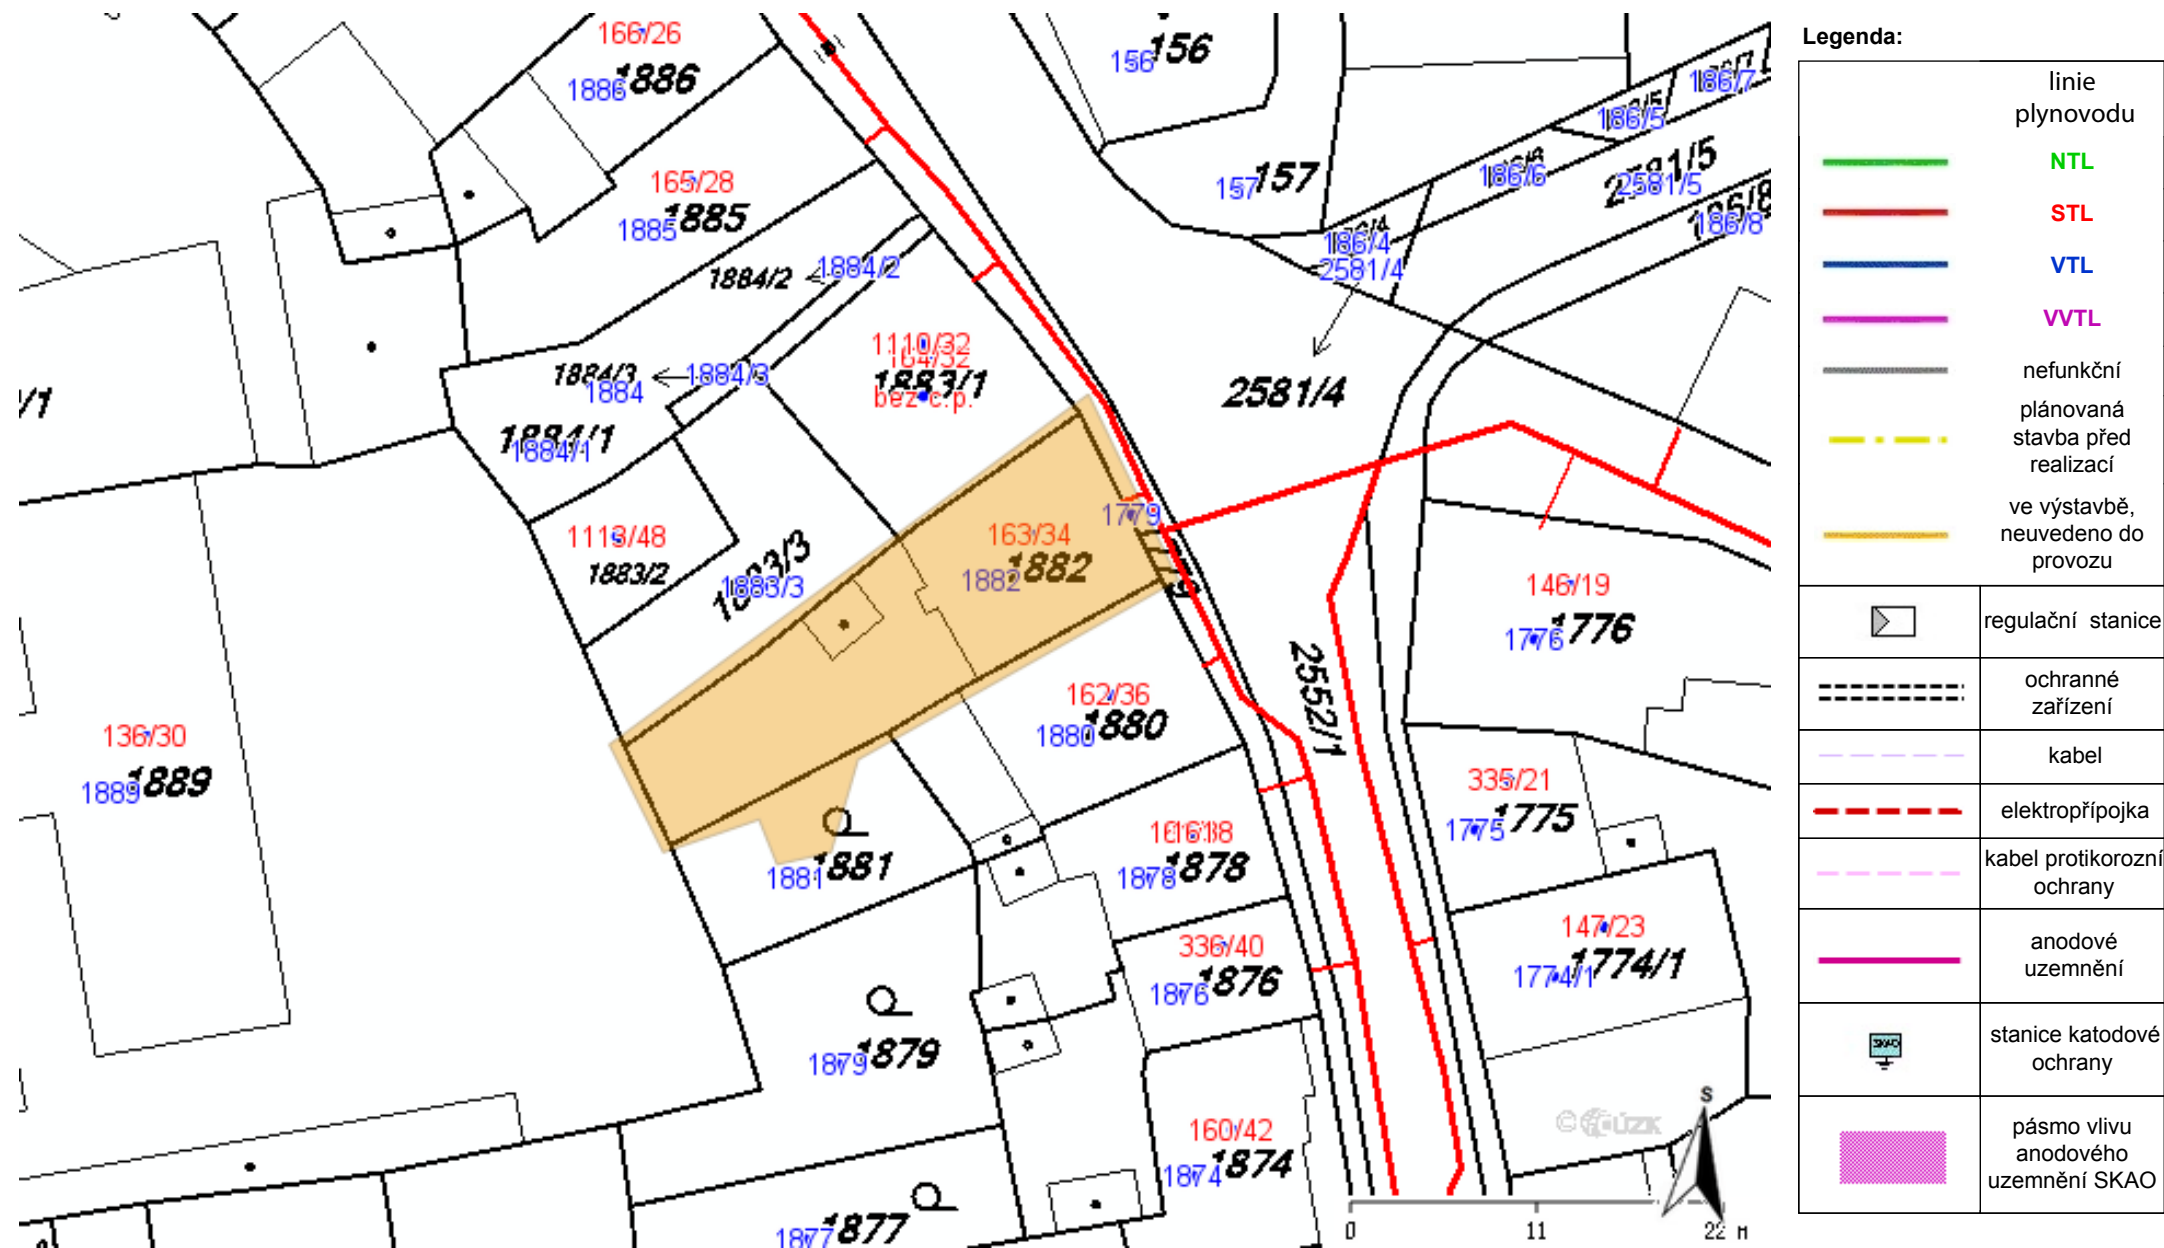 166/26
1886
1886
165/28
1885
1885
1884/2
1884/2
1884/3
1884/3
1884
1884/1
1884/1
1110/32
164/32
1883/1
bez č.p.
1113/48
1883/2
1883/3
1883/3
163/34
1882
1882
1779
162/36
1880
1880
136/30
1889
1889
1881
1881
1878
1878
336/40
1876
1876
1879
1879
160/42
1874
1874
1877
1877
156
156
157
157
186/4
2581/4
2581/4
186/5
186/6
186/7
2581/5
2581/5
186/8
186/8
2552/1
146/19
1776
1776
335/21
1775
1775
147/23
1774/1
1774/1
/1
S
0 11 22 M
© ČÚZK
Legenda:
linie
plynovodu
NTL
STL
VTL
VVTL
nefunkční
plánovaná
stavba před
realizací
ve výstavbě,
neuvedeno do
provozu
regulační stanice
ochranné
zařízení
kabel
elektropřípojka
kabel protikorozní
ochrany
anodové
uzemnění
SKAO
stanice katodové
ochrany
pásmo vlivu
anodového
uzemnění SKAO